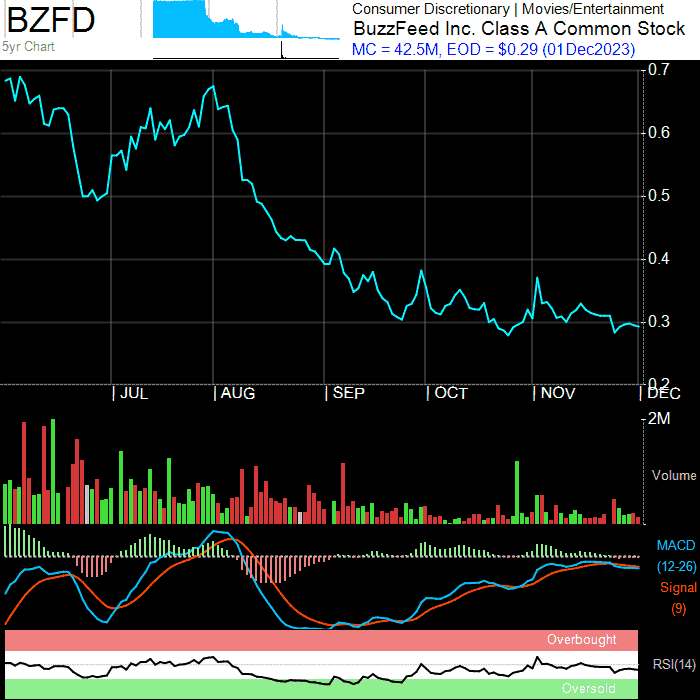 BZFD
5yr Chart
Consumer Discretionary | Movies/Entertainment
BuzzFeed Inc. Class A Common Stock
MC = 42.5M, EOD = $0.29 (01Dec2023)
0.7
0.6
0.5
0.4
0.3
0.2
JUL AUG SEP OCT NOV DEC
2M
Volume
MACD
(12-26)
Signal
(9)
Overbought
RSI(14)
Oversold